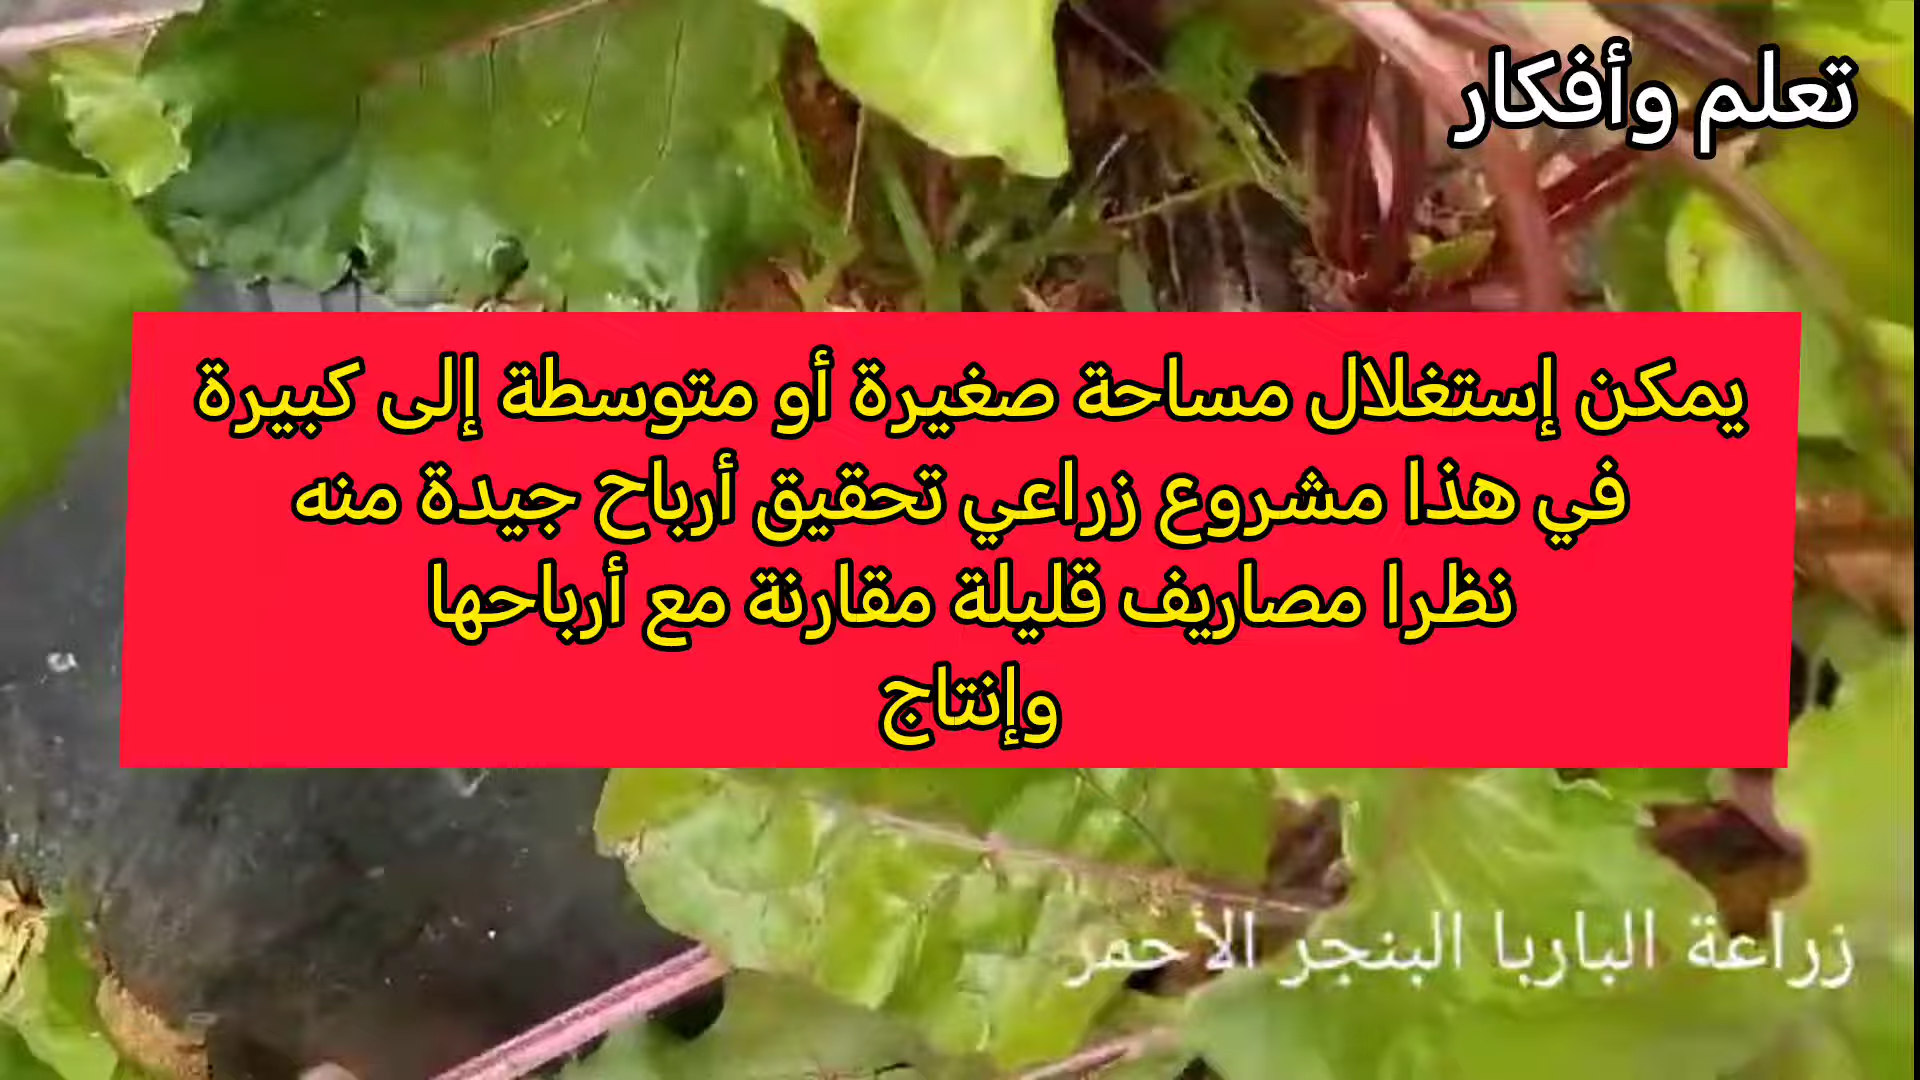 تعلم وأفكار
يمكن إستغلال مساحة صغيرة أو متوسطة إلى كبيرة
في هذا مشروع زراعي تحقيق أرباح جيدة منه
نظرا مصاريف قليلة مقارنة مع أرباحها
وإنتاج
زراعة الباربا البنجر الأحمر